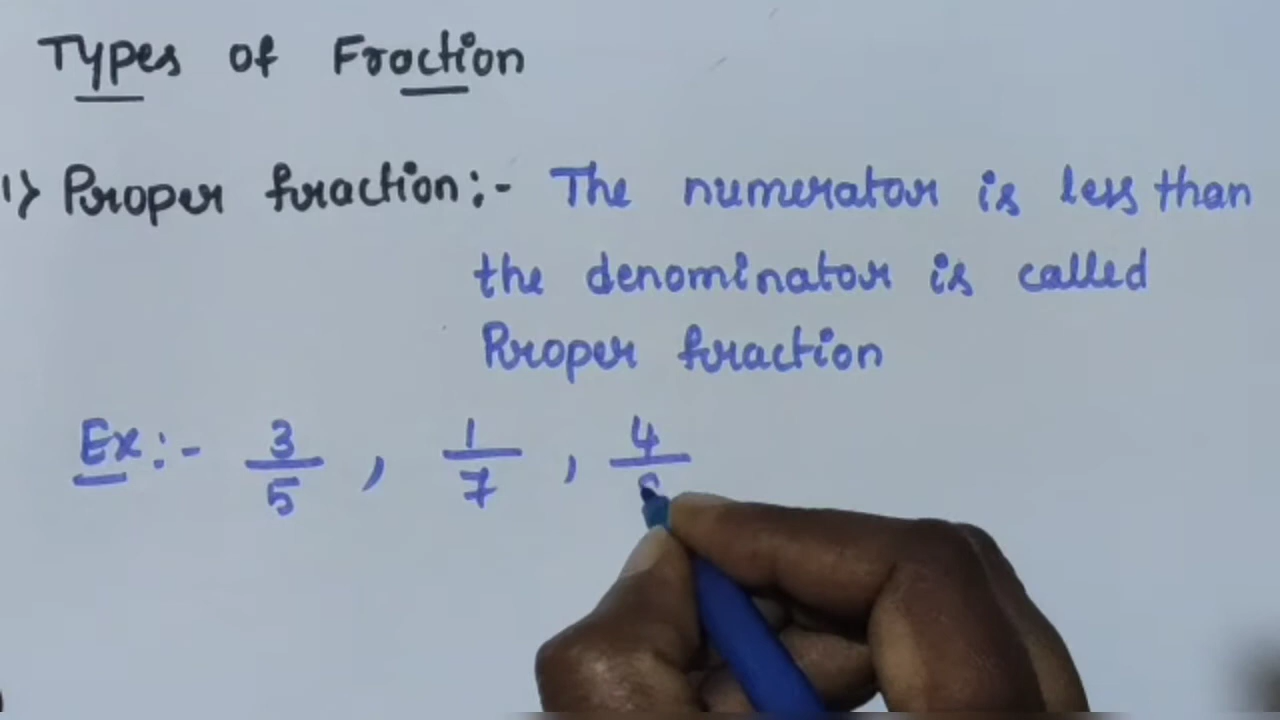 Types of Fraction
1) Proper fraction:- The numerator is less than
the denominator is called
Proper fraction
Ex:- 3/5 , 1/7 , 4/